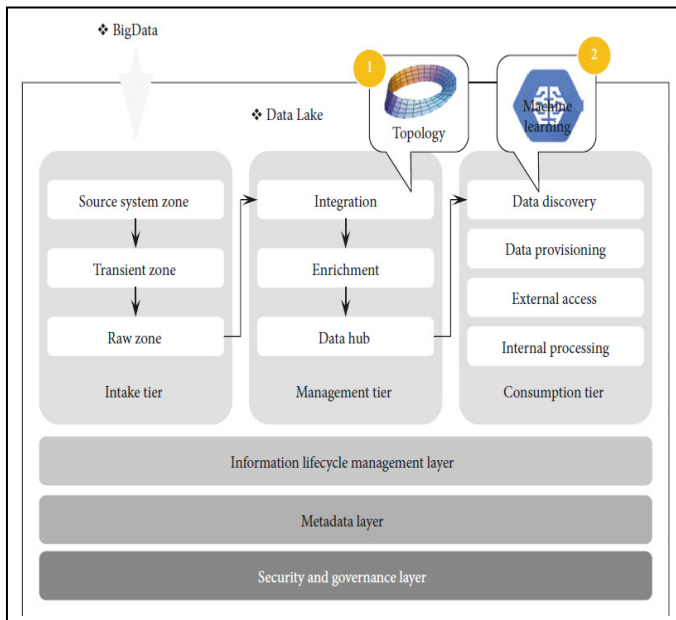 ❖ BigData
1
2
❖ Data Lake
Topology
Machine
learning
Source system zone
Transient zone
Raw zone
Intake tier
Integration
Enrichment
Data hub
Management tier
Data discovery
Data provisioning
External access
Internal processing
Consumption tier
Information lifecycle management layer
Metadata layer
Security and governance layer